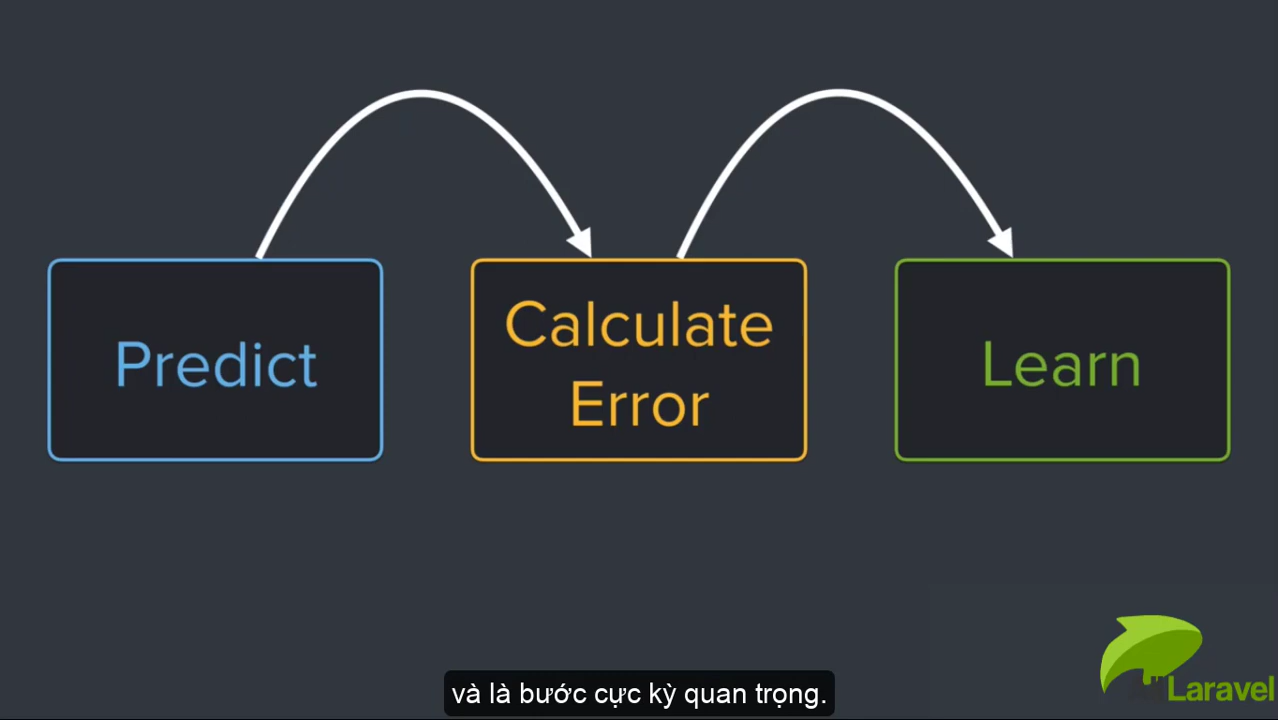 Predict
Calculate
Error
Learn
Laravel
và là bước cực kỳ quan trọng.